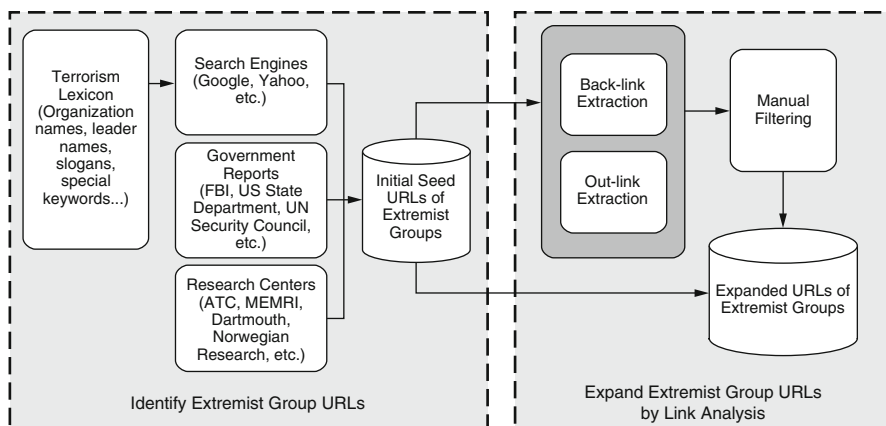 Terrorism
Lexicon
(Organization
names, leader
names,
slogans,
special
keywords...)
Search Engines
(Google, Yahoo,
etc.)
Government
Reports
(FBI, US State
Department, UN
Security Council,
etc.)
Research Centers
(ATC, MEMRI,
Dartmouth,
Norwegian
Research, etc.)
Initial Seed
URLs of
Extremist
Groups
Identify Extremist Group URLs
Back-link
Extraction
Out-link
Extraction
Manual
Filtering
Expanded URLs of
Extremist Groups
Expand Extremist Group URLs
by Link Analysis